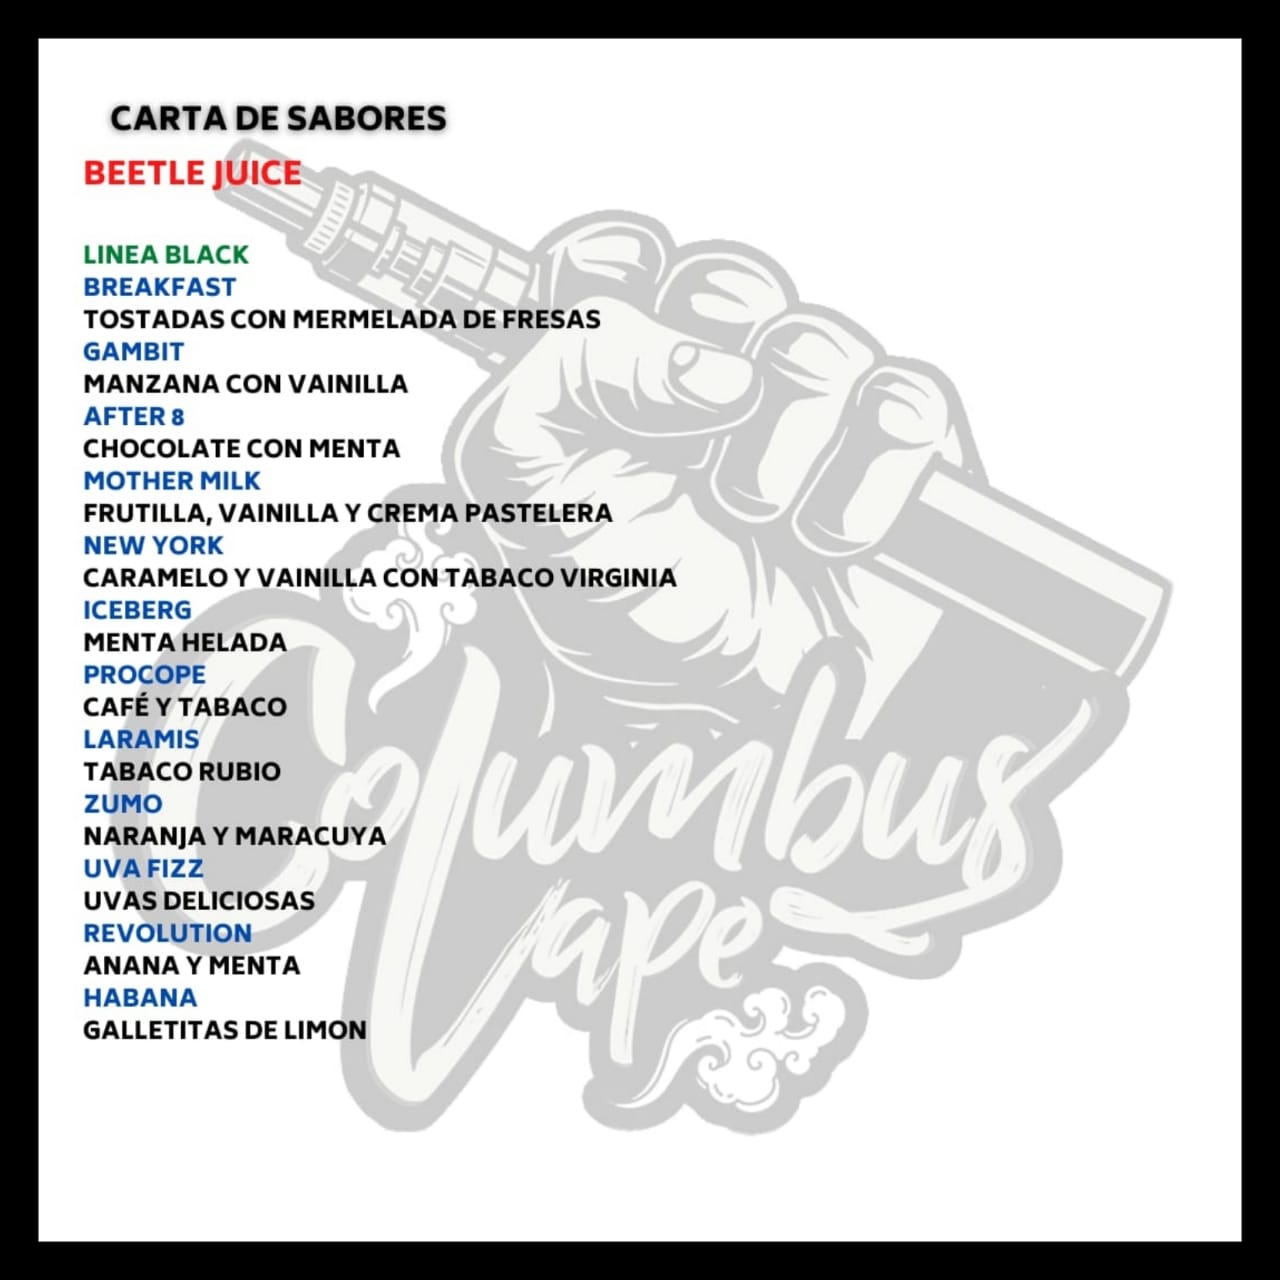 CARTA DE SABORES
BEETLE JUICE
LINEA BLACK
BREAKFAST
TOSTADAS CON MERMELADA DE FRESAS
GAMBIT
MANZANA CON VAINILLA
AFTER 8
CHOCOLATE CON MENTA
MOTHER MILK
FRUTILLA, VAINILLA Y CREMA PASTELERA
NEW YORK
CARAMELO Y VAINILLA CON TABACO VIRGINIA
ICEBERG
MENTA HELADA
PROCOPE
CAFÉ Y TABACO
LARAMIS
TABACO RUBIO
ZUMO
NARANJA Y MARACUYA
UVA FIZZ
UVAS DELICIOSAS
REVOLUTION
ANANA Y MENTA
HABANA
GALLETITAS DE LIMON
Columbus
Vape